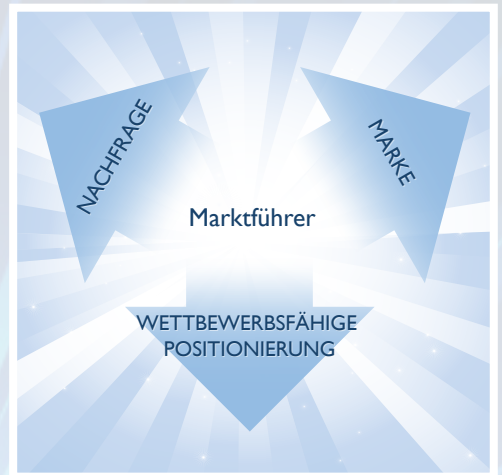 NACHFRAGE
MARKE
Marktführer
WETTBEWERBSFÄHIGE
POSITIONIERUNG